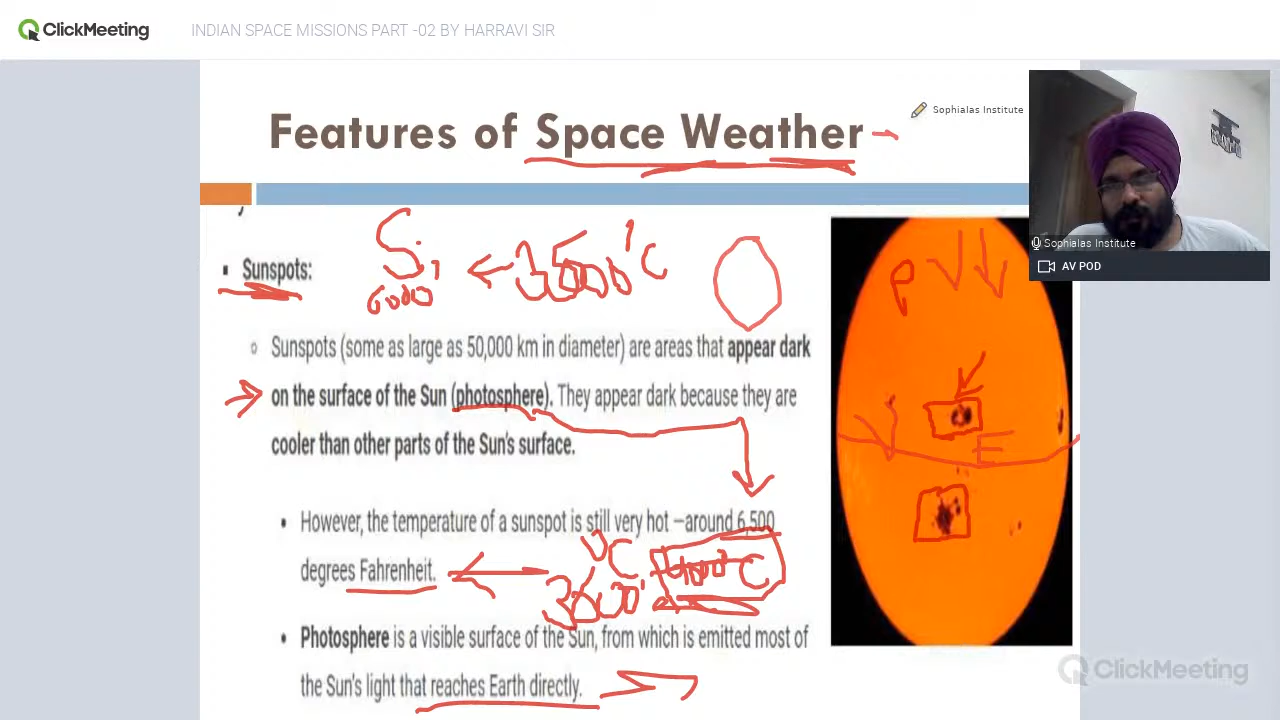 ClickMeeting INDIAN SPACE MISSIONS PART -02 BY HARRAVI SIR
Features of Space Weather
Sophialas Institute
Sophialas Institute
AV POD
▪ Sunspots:
3500°C
6000
○ Sunspots (some as large as 50,000 km in diameter) are areas that appear dark
on the surface of the Sun (photosphere). They appear dark because they are
cooler than other parts of the Sun's surface.
• However, the temperature of a sunspot is still very hot —around 6,500
degrees Fahrenheit.
• Photosphere is a visible surface of the Sun, from which is emitted most of
the Sun's light that reaches Earth directly.
E
ClickMeeting